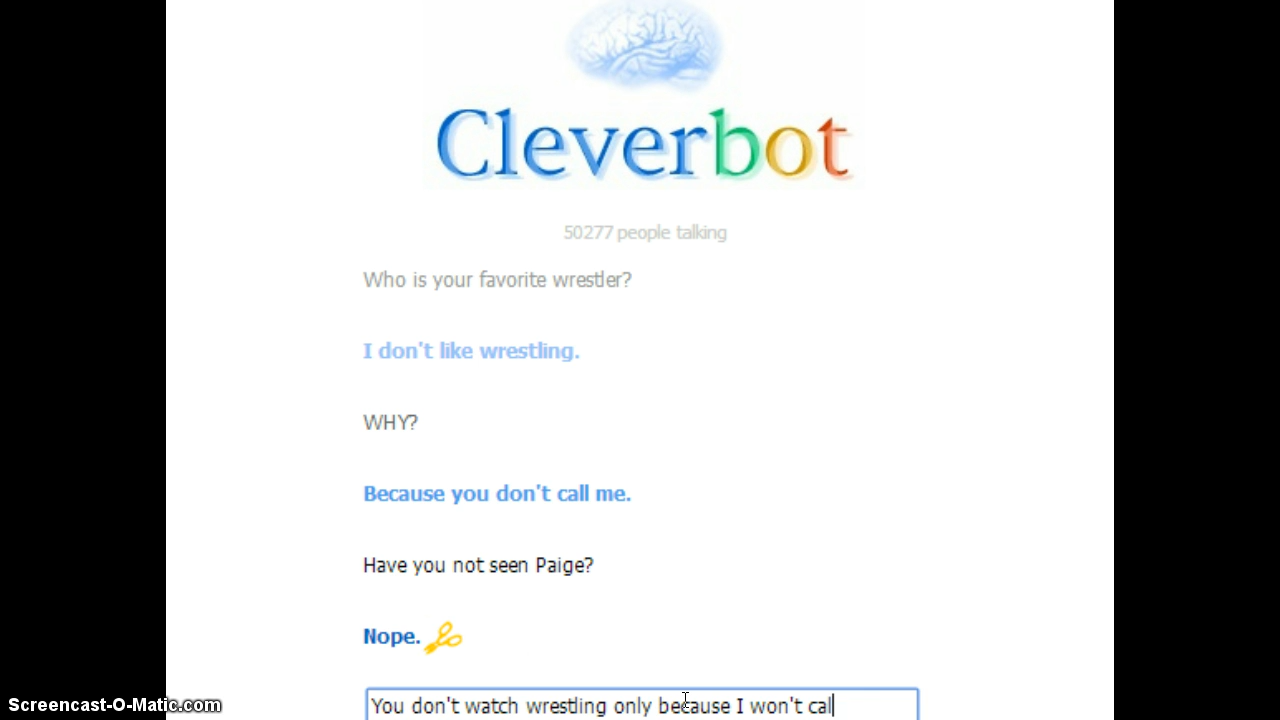 Cleverbot
50277 people talking
Who is your favorite wrestler?
I don't like wrestling.
WHY?
Because you don't call me.
Have you not seen Paige?
Nope.
You don't watch wrestling only because I won't cal
Screencast-O-Matic.com